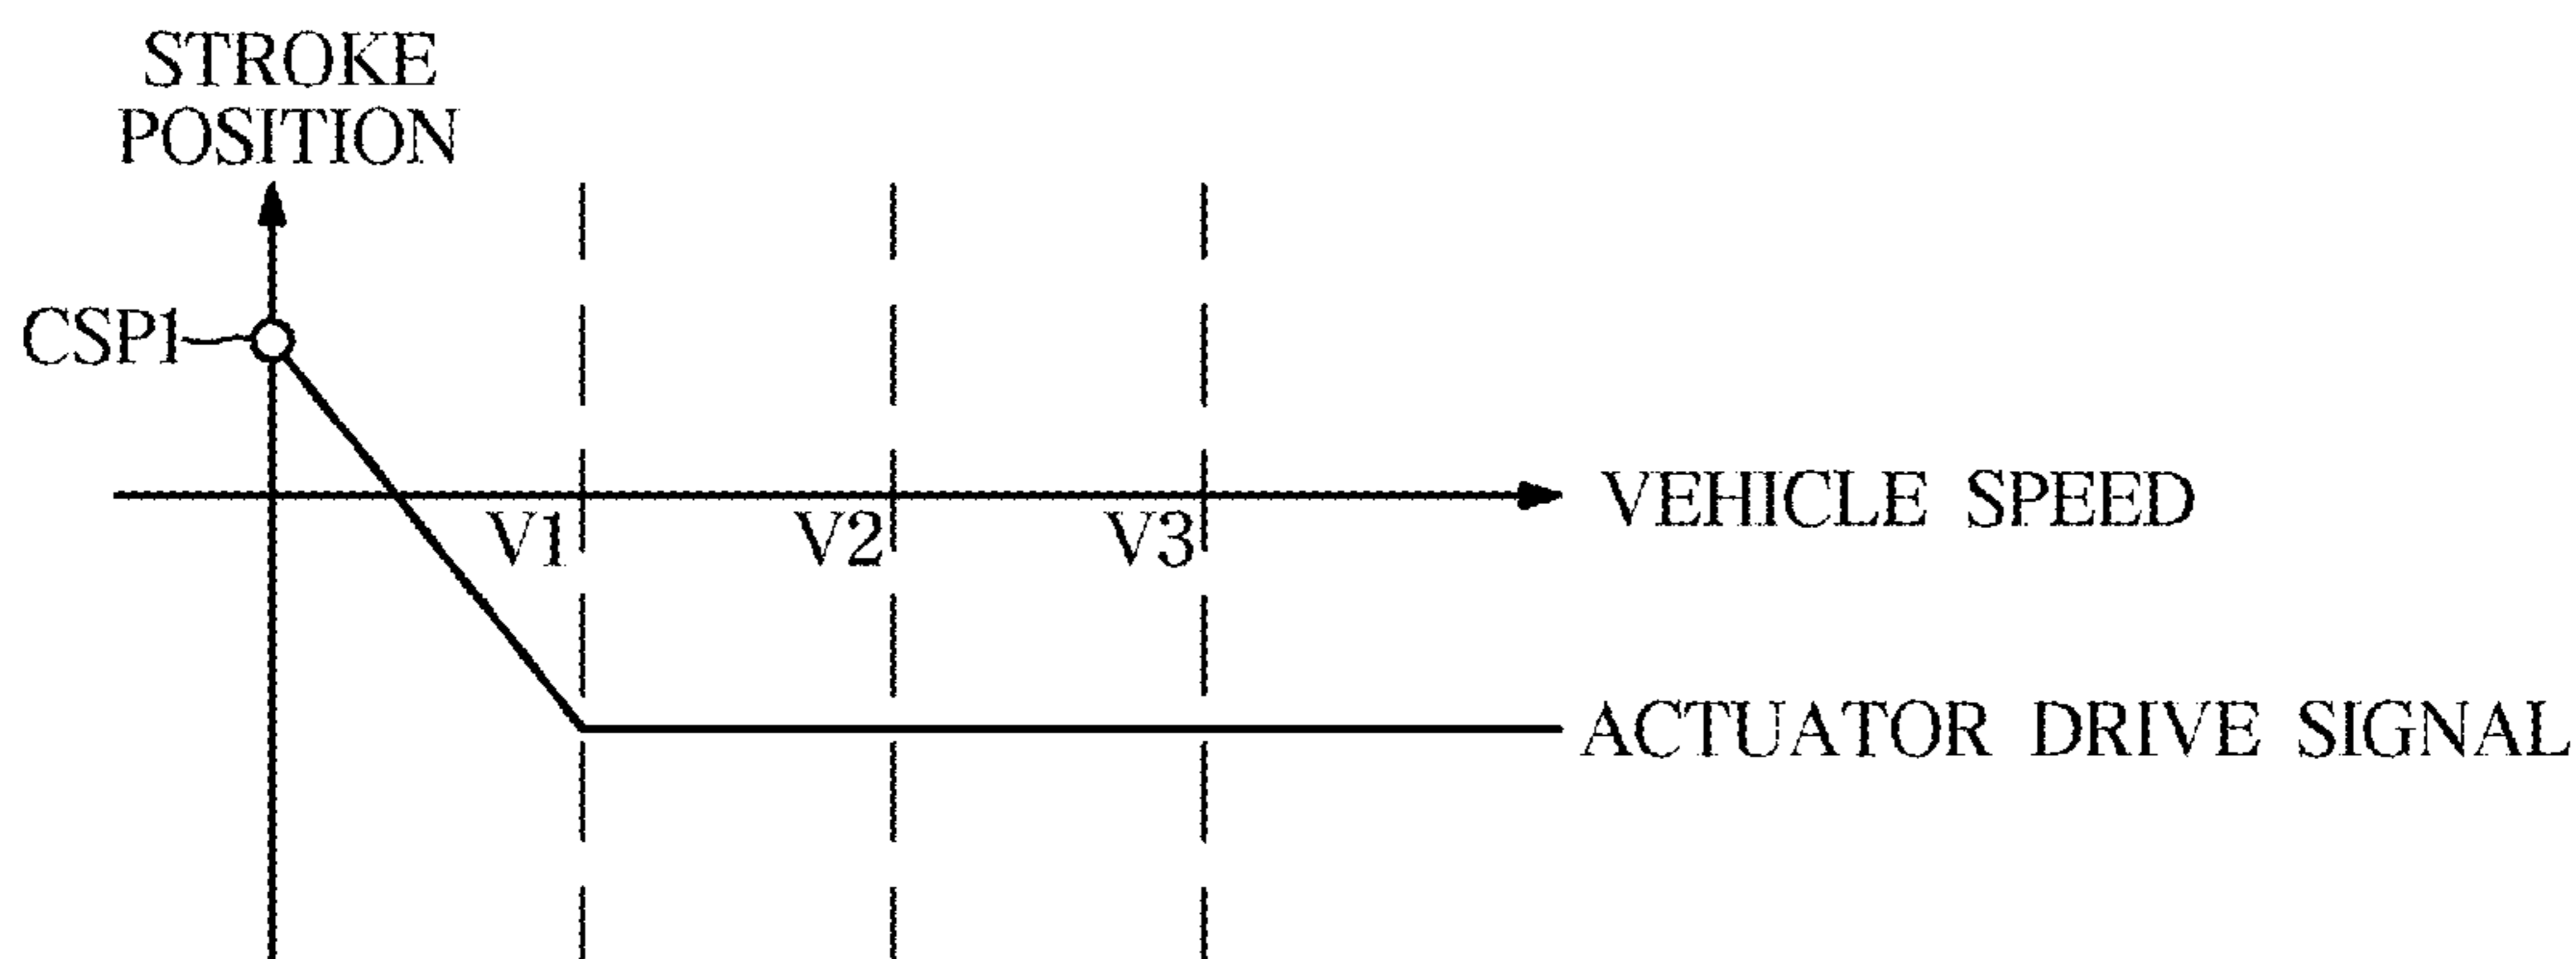 STROKE
POSITION
CSP1
VEHICLE SPEED
V1
V2
V3
ACTUATOR DRIVE SIGNAL